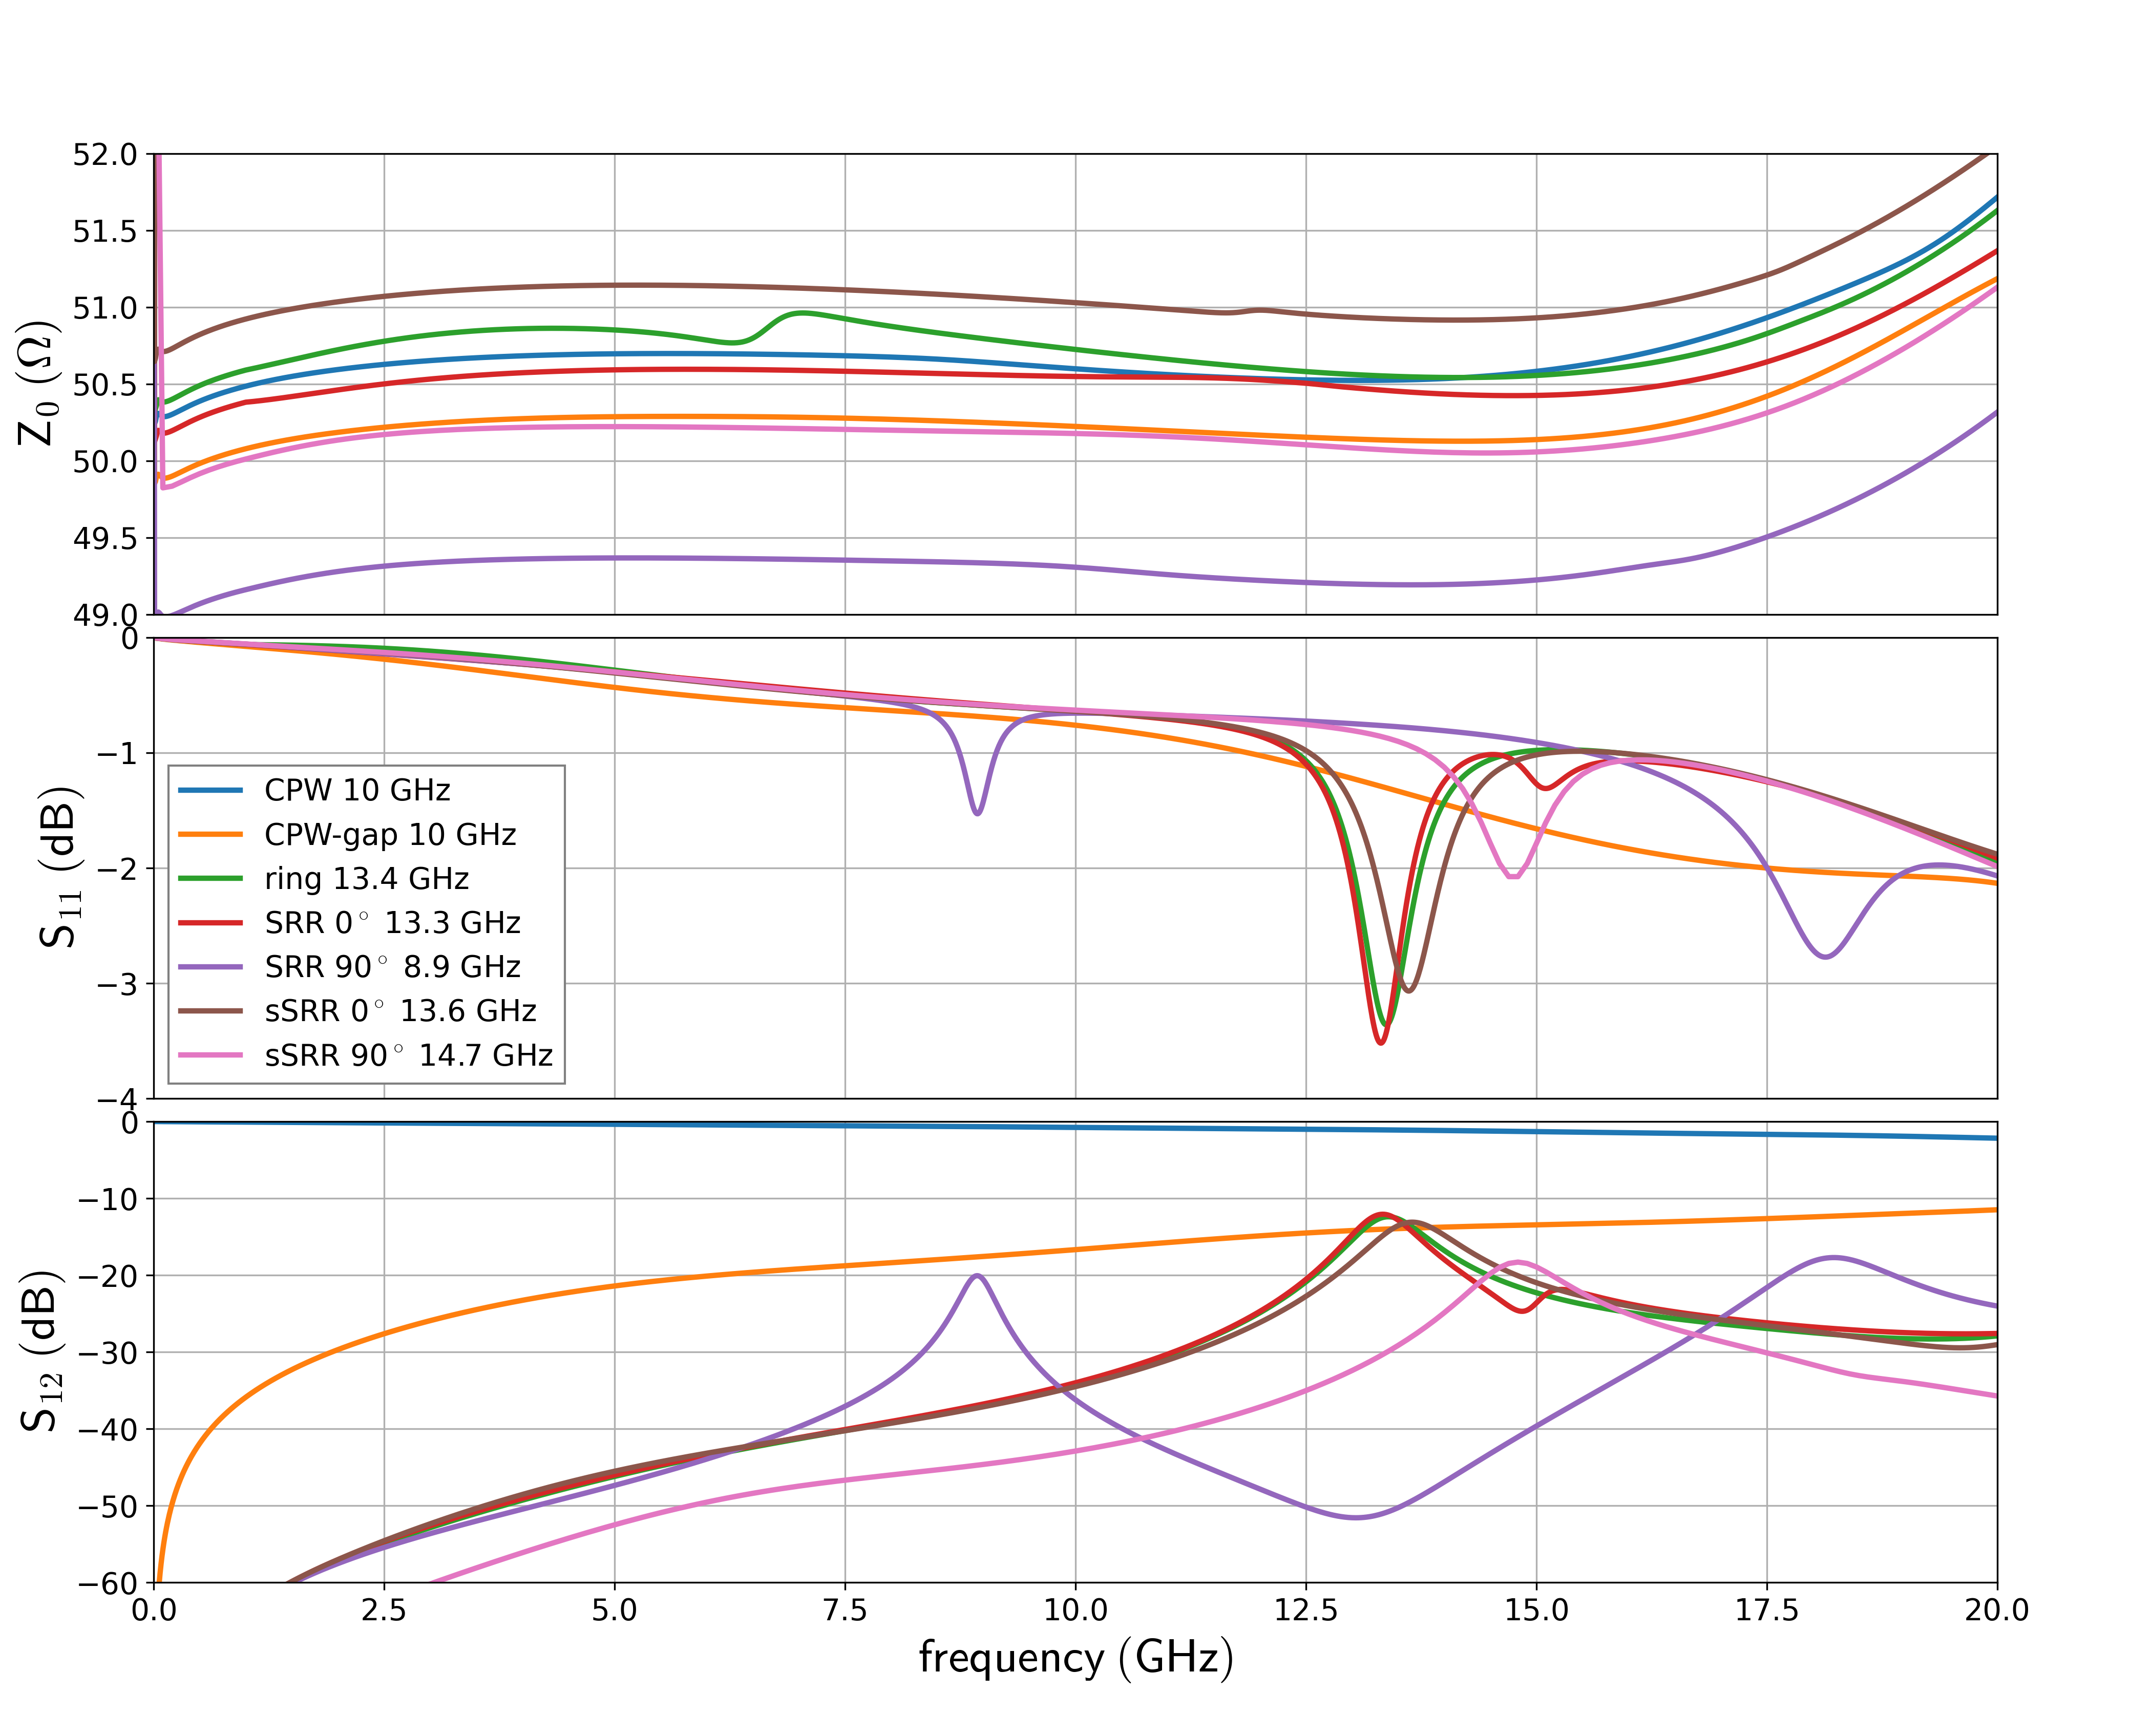 52.0
51.5
51.0
50.5
50.0
49.5
49.0
Z0 (Ω)
0
−1
−2
−3
−4
S11 (dB)
CPW 10 GHz
CPW-gap 10 GHz
ring 13.4 GHz
SRR 0° 13.3 GHz
SRR 90° 8.9 GHz
sSRR 0° 13.6 GHz
sSRR 90° 14.7 GHz
0
−10
−20
−30
−40
−50
−60
S12 (dB)
0.0 2.5 5.0 7.5 10.0 12.5 15.0 17.5 20.0
frequency (GHz)